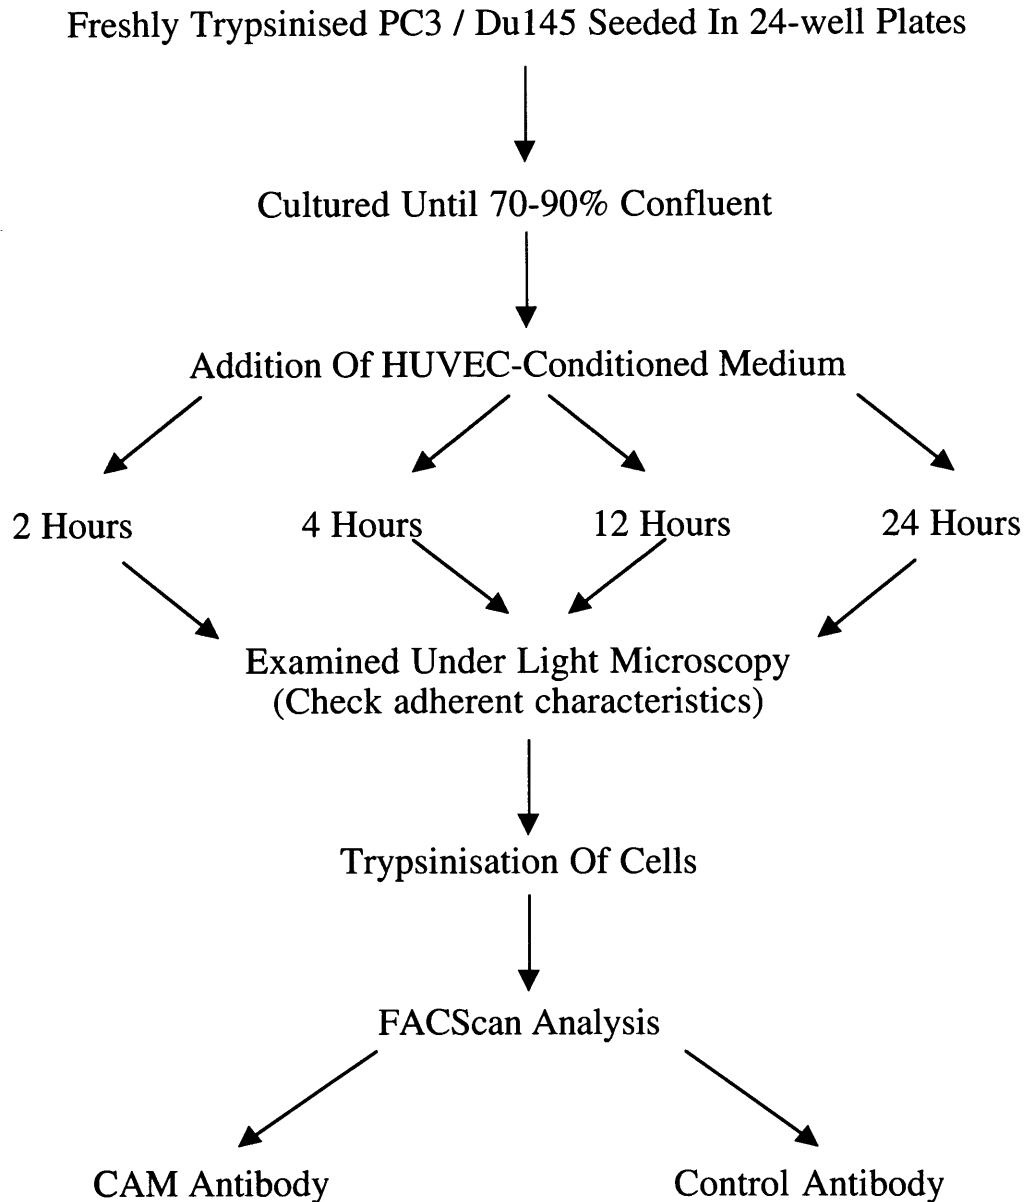 Freshly Trypsinised PC3 / Du145 Seeded In 24-well Plates
Cultured Until 70-90% Confluent
Addition Of HUVEC-Conditioned Medium
2 Hours
4 Hours
12 Hours
24 Hours
Examined Under Light Microscopy
(Check adherent characteristics)
Trypsinisation Of Cells
FACScan Analysis
CAM Antibody
Control Antibody